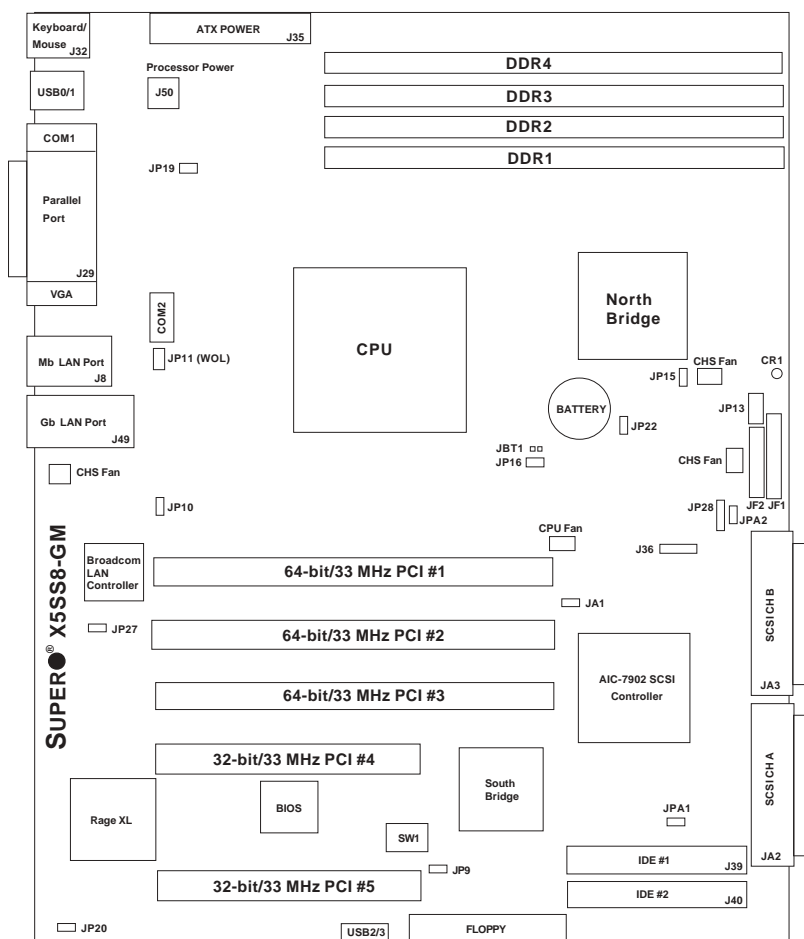 Keyboard/
Mouse
J32
ATX POWER
J35
Processor Power
USB0/1
J50
DDR4
DDR3
DDR2
DDR1
COM1
JP19
Parallel
Port
J29
VGA
COM2
North
Bridge
CPU
Mb LAN Port
J8
JP11 (WOL)
CHS Fan
CR1
JP15
Gb LAN Port
J49
BATTERY
JP13
JP22
JBT1
JP16
CHS Fan
CHS Fan
JF2
JF1
JP10
JP28
JPA2
CPU Fan
J36
Broadcom
LAN
Controller
64-bit/33 MHz PCI #1
JA1
SCSI CH B
JA3
JP27
64-bit/33 MHz PCI #2
SUPER® X5SS8-GM
AIC-7902 SCSI
Controller
64-bit/33 MHz PCI #3
32-bit/33 MHz PCI #4
SCSI CH A
JA2
Rage XL
BIOS
South
Bridge
SW1
JPA1
JP9
IDE #1
J39
32-bit/33 MHz PCI #5
IDE #2
J40
JP20
USB2/3
FLOPPY